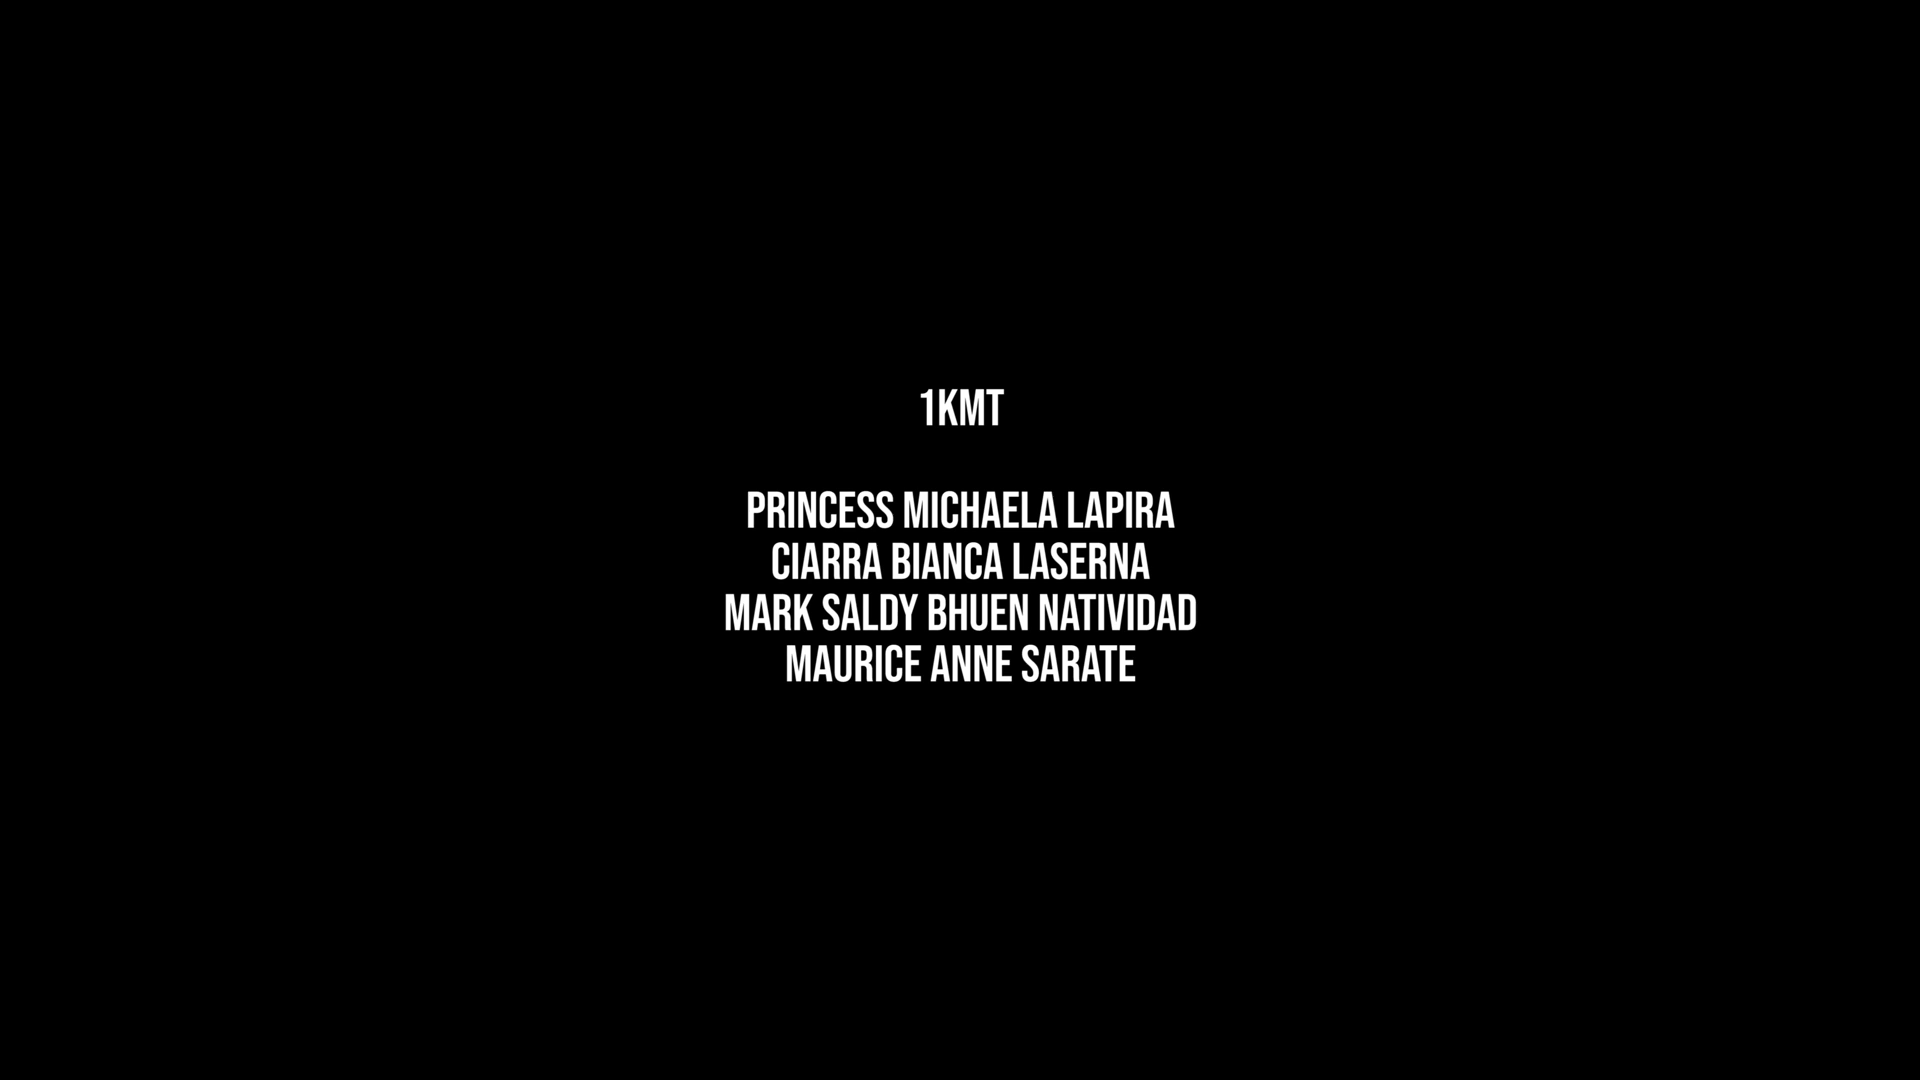 1KMT
PRINCESS MICHAELA LAPIRA
CIARRA BIANCA LASERNA
MARK SALDY BHUEN NATIVIDAD
MAURICE ANNE SARATE